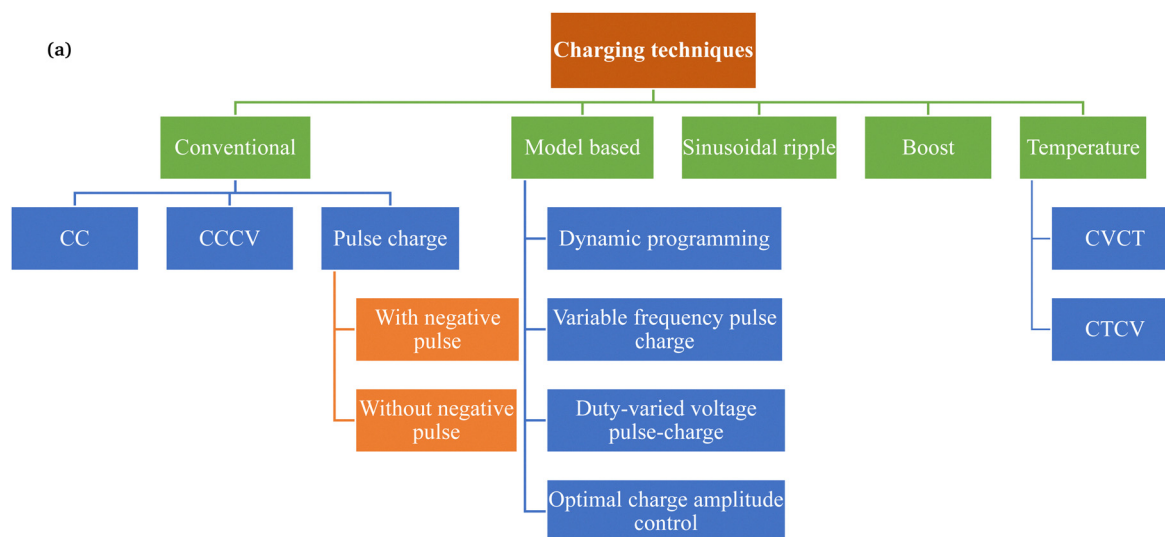 (a)
Charging techniques
Conventional
Model based
Sinusoidal ripple
Boost
Temperature
CC
CCCV
Pulse charge
Dynamic programming
CVCT
With negative
pulse
Variable frequency pulse
charge
CTCV
Without negative
pulse
Duty-varied voltage
pulse-charge
Optimal charge amplitude
control